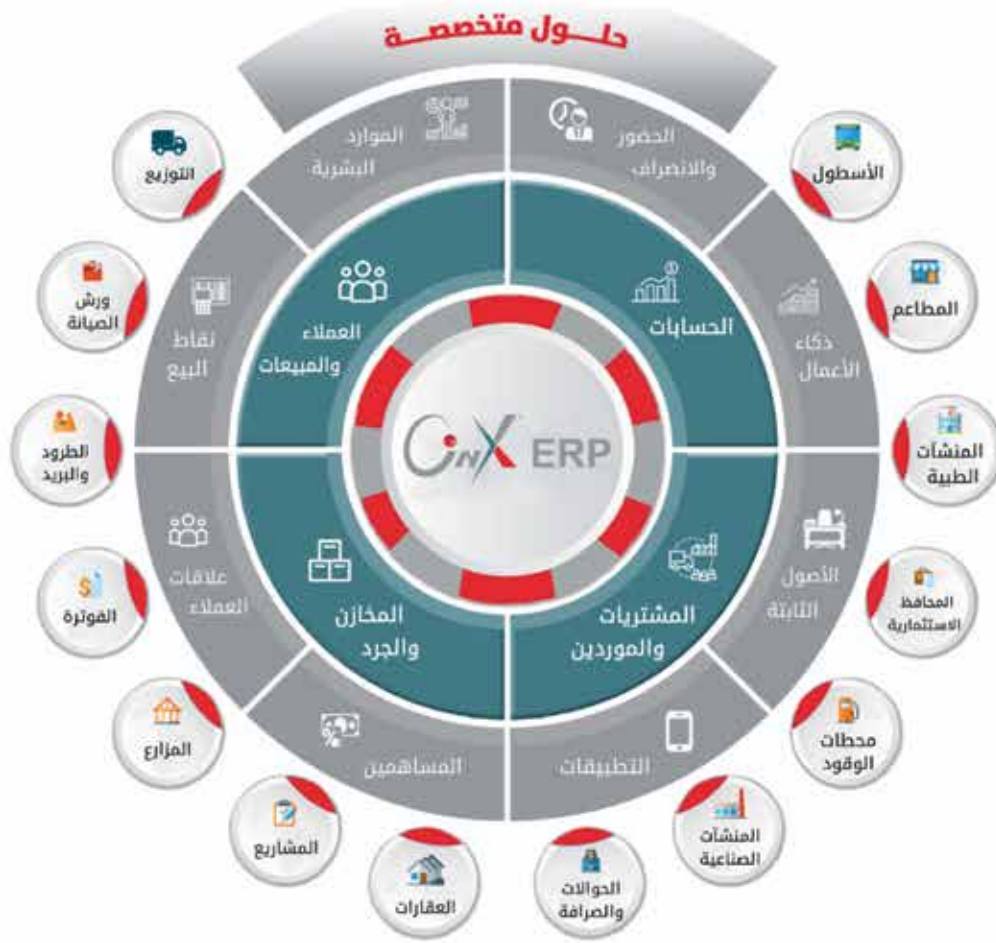 حلـــول متخصصـــة
الحضور
والانصراف
الموارد
البشرية
الأسطول
التوزيع
المطاعم
ورش
الصيانة
ذكاء
الأعمال
نقاط
البيع
الحسابات
العملاء
والمبيعات
OnX ERP
المنشآت
الطبية
الطرود
والبريد
الأصول
الثابتة
علاقات
العملاء
المشتريات
والموردين
المخازن
والجرد
المحافظ
الاستثمارية
الفوترة
محطات
الوقود
المزارع
التطبيقات
المساهمين
المنشآت
الصناعية
المشاريع
الحوالات
والصرافة
العقارات